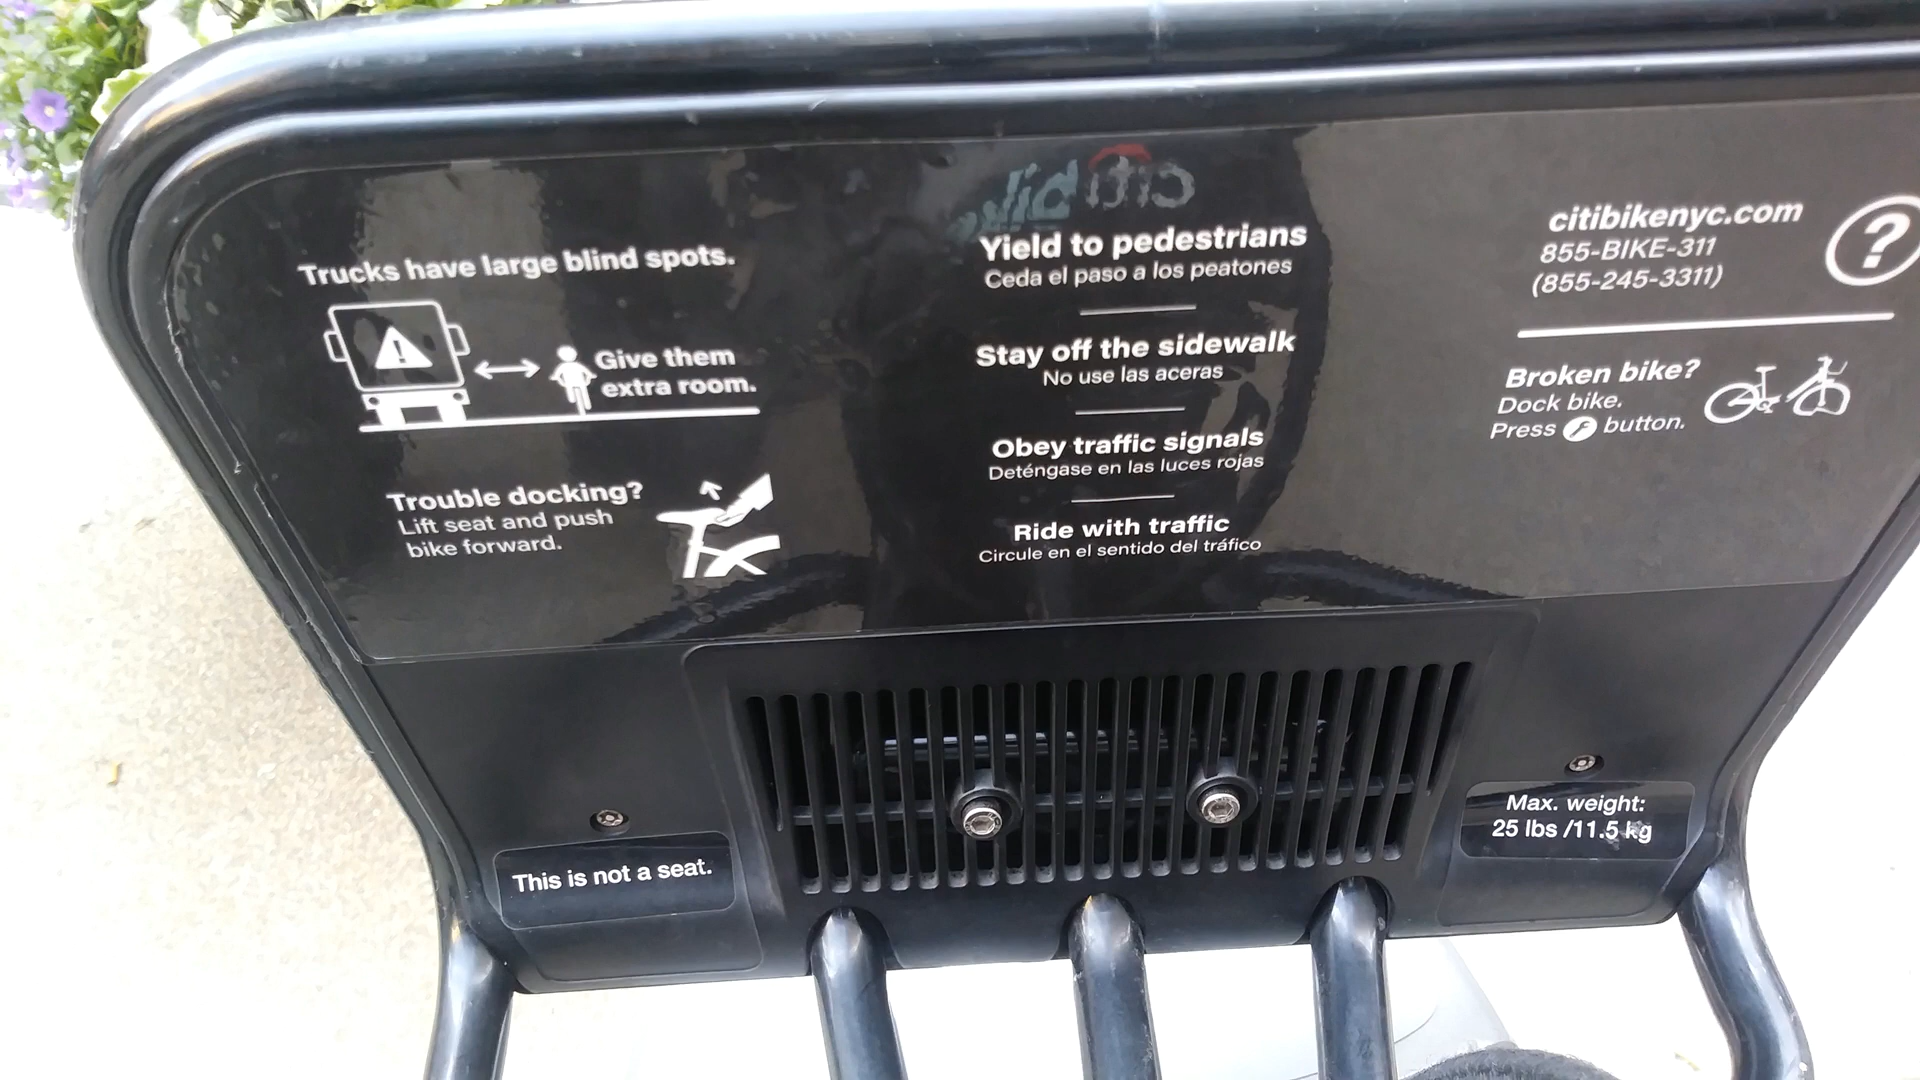 Trucks have large blind spots.
Give them
extra room.
Trouble docking?
Lift seat and push
bike forward.
citi bike
Yield to pedestrians
Ceda el paso a los peatones
Stay off the sidewalk
No use las aceras
Obey traffic signals
Deténgase en las luces rojas
Ride with traffic
Circule en el sentido del tráfico
citibikenyc.com
855-BIKE-311
(855-245-3311)
?
Broken bike?
Dock bike.
Press button.
This is not a seat.
Max. weight:
25 lbs /11.5 kg